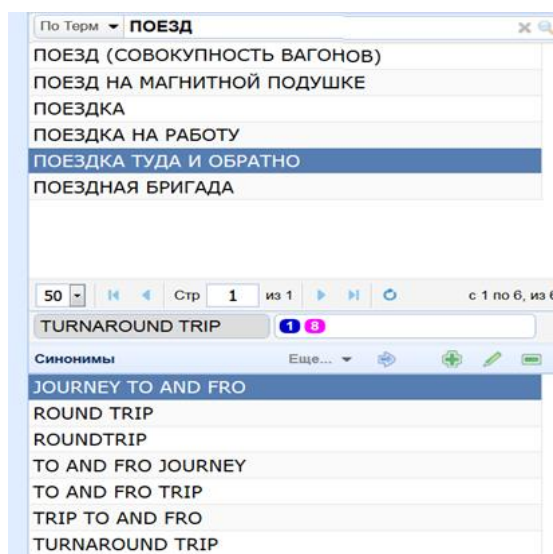 По Терм ПОЕЗД
ПОЕЗД (СОВОКУПНОСТЬ ВАГОНОВ)
ПОЕЗД НА МАГНИТНОЙ ПОДУШКЕ
ПОЕЗДКА
ПОЕЗДКА НА РАБОТУ
ПОЕЗДКА ТУДА И ОБРАТНО
ПОЕЗДНАЯ БРИГАДА
50 Стр 1 из 1 с 1 по 6, из 6
TURNAROUND TRIP 1 8
Синонимы Еще...
JOURNEY TO AND FRO
ROUND TRIP
ROUNDTRIP
TO AND FRO JOURNEY
TO AND FRO TRIP
TRIP TO AND FRO
TURNAROUND TRIP